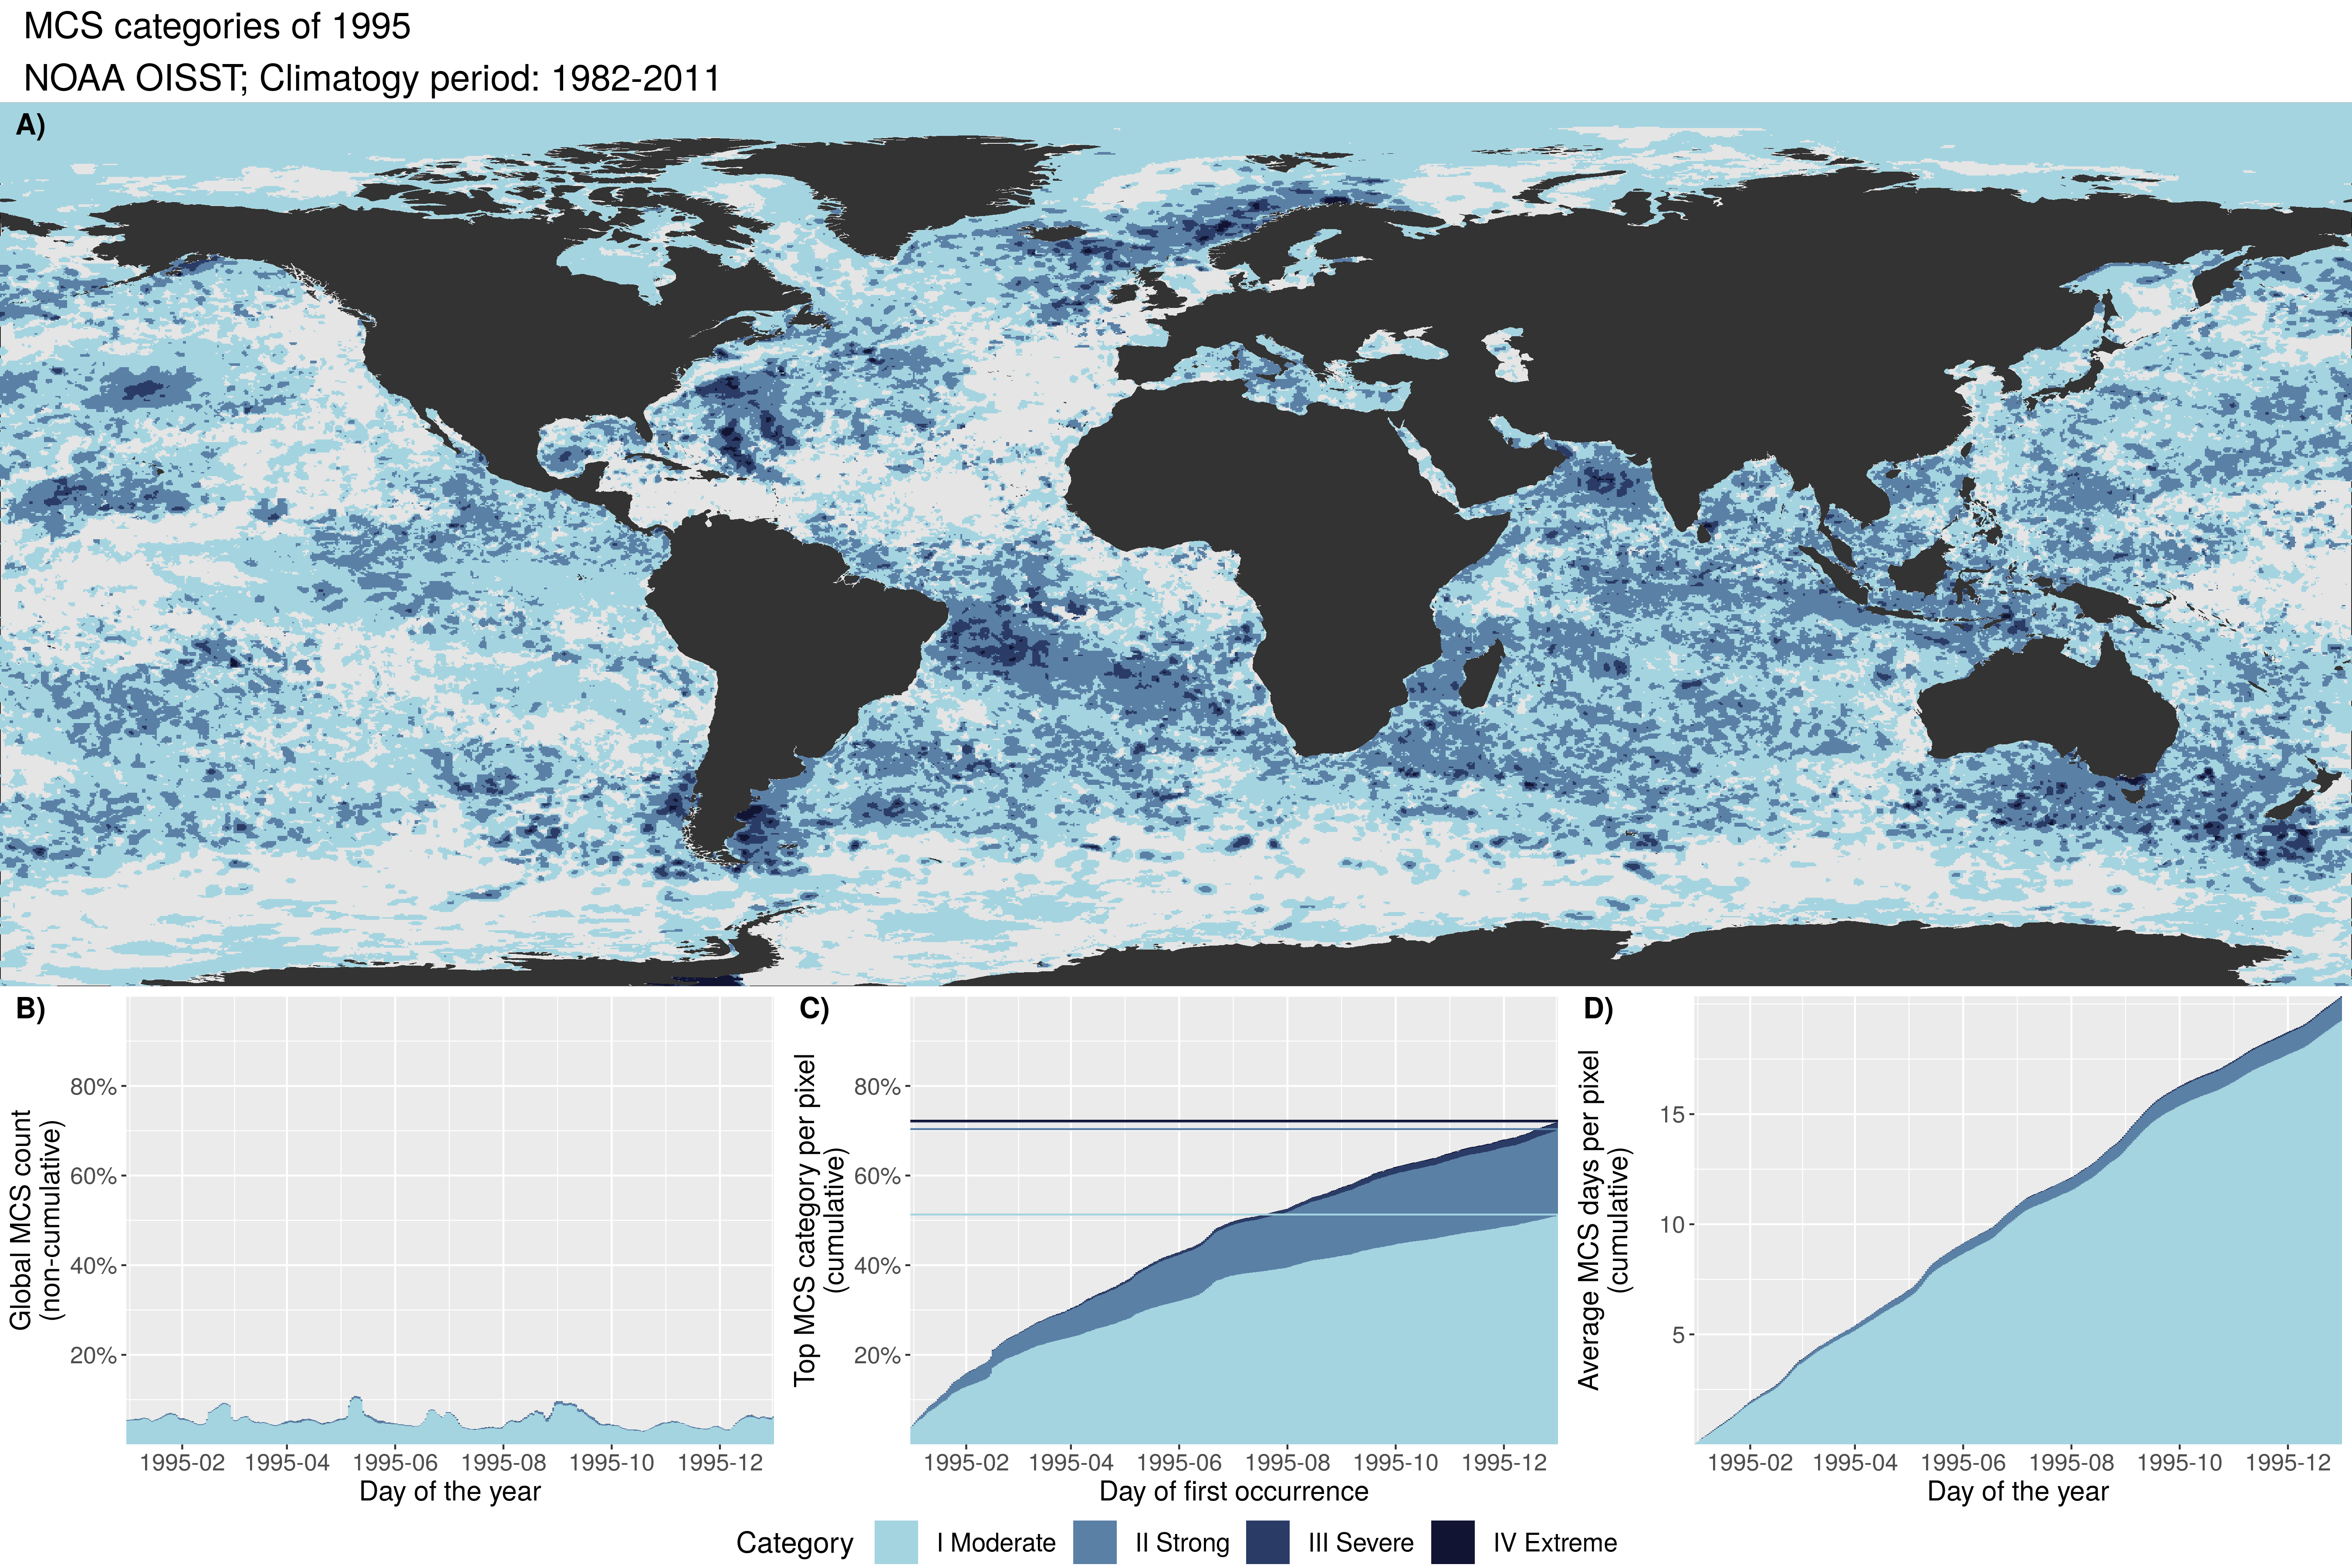 MCS categories of 1995
NOAA OISST; Climatogy period: 1982-2011
A)
B)
Global MCS count
(non-cumulative)
80%
60%
40%
20%
1995-02 1995-04 1995-06 1995-08 1995-10 1995-12
Day of the year
C)
Top MCS category per pixel
(cumulative)
80%
60%
40%
20%
1995-02 1995-04 1995-06 1995-08 1995-10 1995-12
Day of first occurrence
D)
Average MCS days per pixel
(cumulative)
15
10
5
1995-02 1995-04 1995-06 1995-08 1995-10 1995-12
Day of the year
Category I Moderate II Strong III Severe IV Extreme